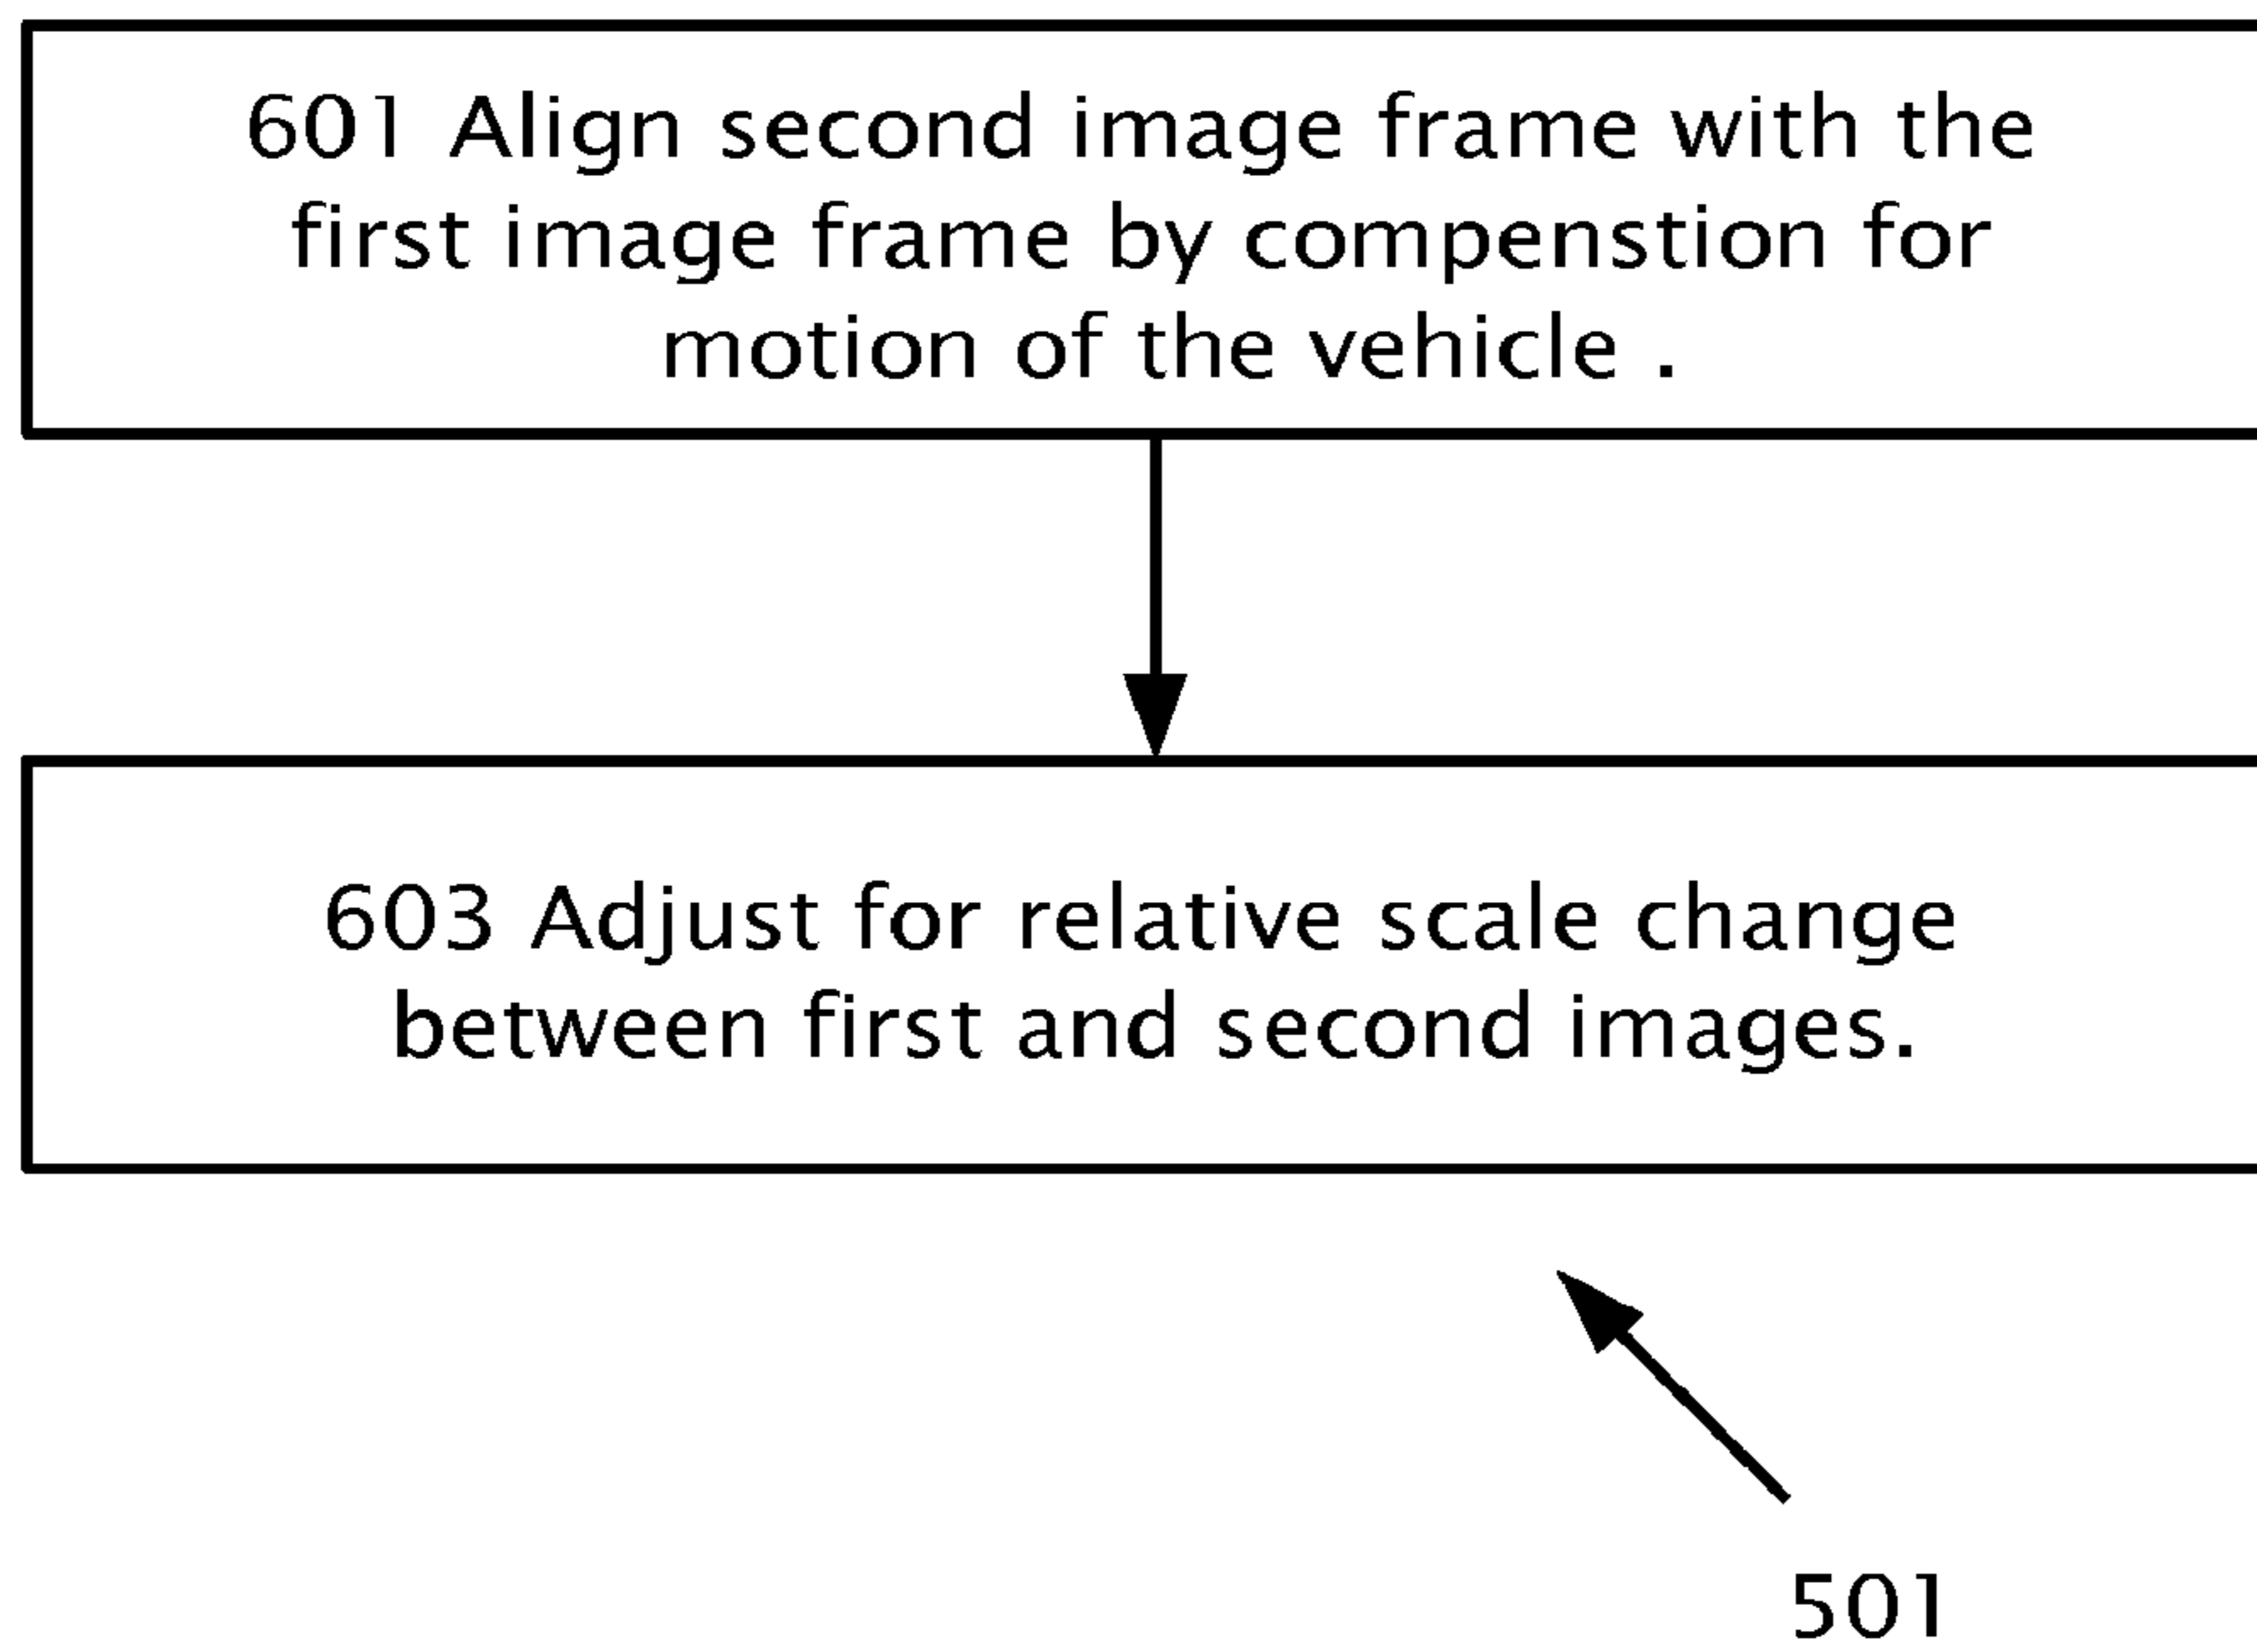 601 Align second image frame with the
first image frame by compenstion for
motion of the vehicle .
603 Adjust for relative scale change
between first and second images.
501